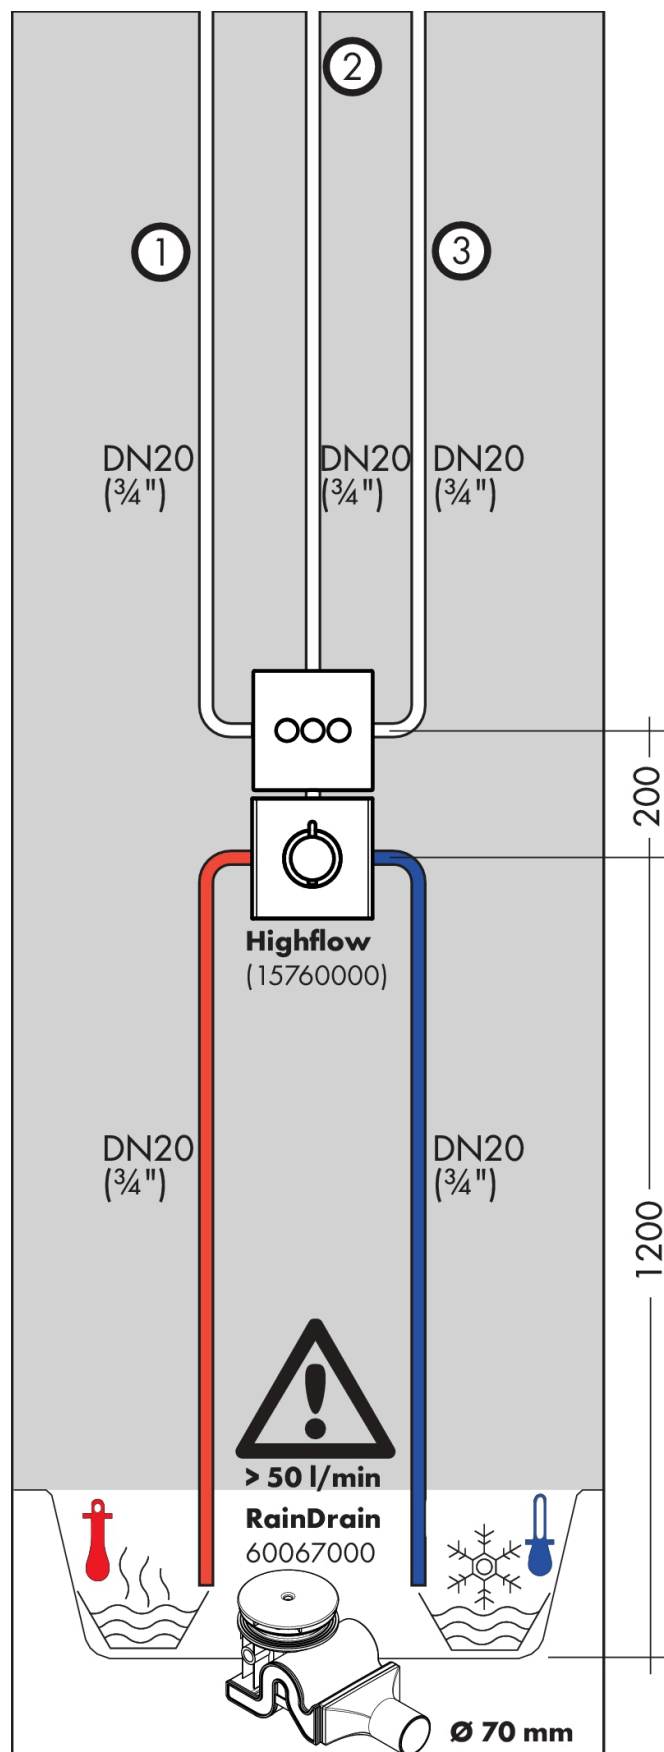 2
1
3
DN20
(¾")
DN20
(¾")
DN20
(¾")
200
Highflow
(15760000)
DN20
(¾")
DN20
(¾")
1200
> 50 l/min
RainDrain
60067000
Ø 70 mm